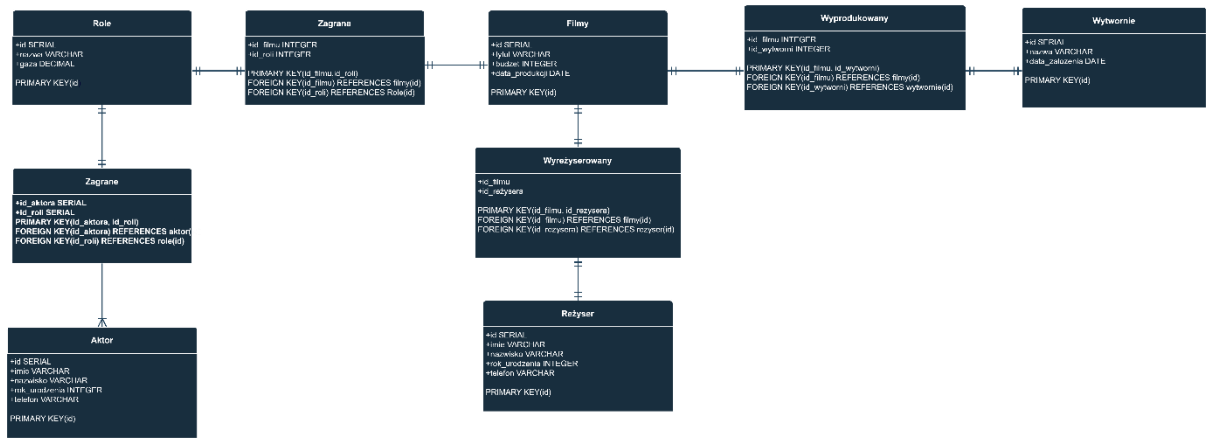 Role
+id SERIAL
+nazwa VARCHAR
+gaza DECIMAL
PRIMARY KEY(id
Zagrana
+id_filmu INTEGER
+id_roli INTEGER
PRIMARY KEY(id_filmu, id_roli)
FOREIGN KEY(id_filmu) REFERENCES filmy(id)
FOREIGN KEY(id_roli) REFERENCES Role(id)
Filmy
+id SERIAL
+tytul VARCHAR
+budzet INTEGER
+data_produkcji DATE
PRIMARY KEY(id)
Wyprodukowany
+id_filmu INTEGER
+id_wytworni INTEGER
PRIMARY KEY(id_filmu, id_wytworni)
FOREIGN KEY(id_filmu) REFERENCES filmy(id)
FOREIGN KEY(id_wytworni) REFERENCES wytwornie(id)
Wytwornie
+id SERIAL
+nazwa VARCHAR
+data_zalozenia DATE
PRIMARY KEY(id)
Zagrane
+id_aktora SERIAL
+id_roli SERIAL
PRIMARY KEY(id_aktora, id_roli)
FOREIGN KEY(id_aktora) REFERENCES aktor(
FOREIGN KEY(id_roli) REFERENCES role(id)
Wyreżyserowany
+id_filmu
+id_reżysera
PRIMARY KEY(id_filmu, id_rezysera)
FOREIGN KEY(id_filmu) REFERENCES filmy(id)
FOREIGN KEY(id_rezysera) REFERENCES rezyser(id)
Aktor
+id SERIAL
+imie VARCHAR
+nazwisko VARCHAR
+rok_urodzenia INTEGER
+telefon VARCHAR
PRIMARY KEY(id)
Reżyser
+id SERIAL
+imie VARCHAR
+nazwisko VARCHAR
+rok_urodzenia INTEGER
+telefon VARCHAR
PRIMARY KEY(id)